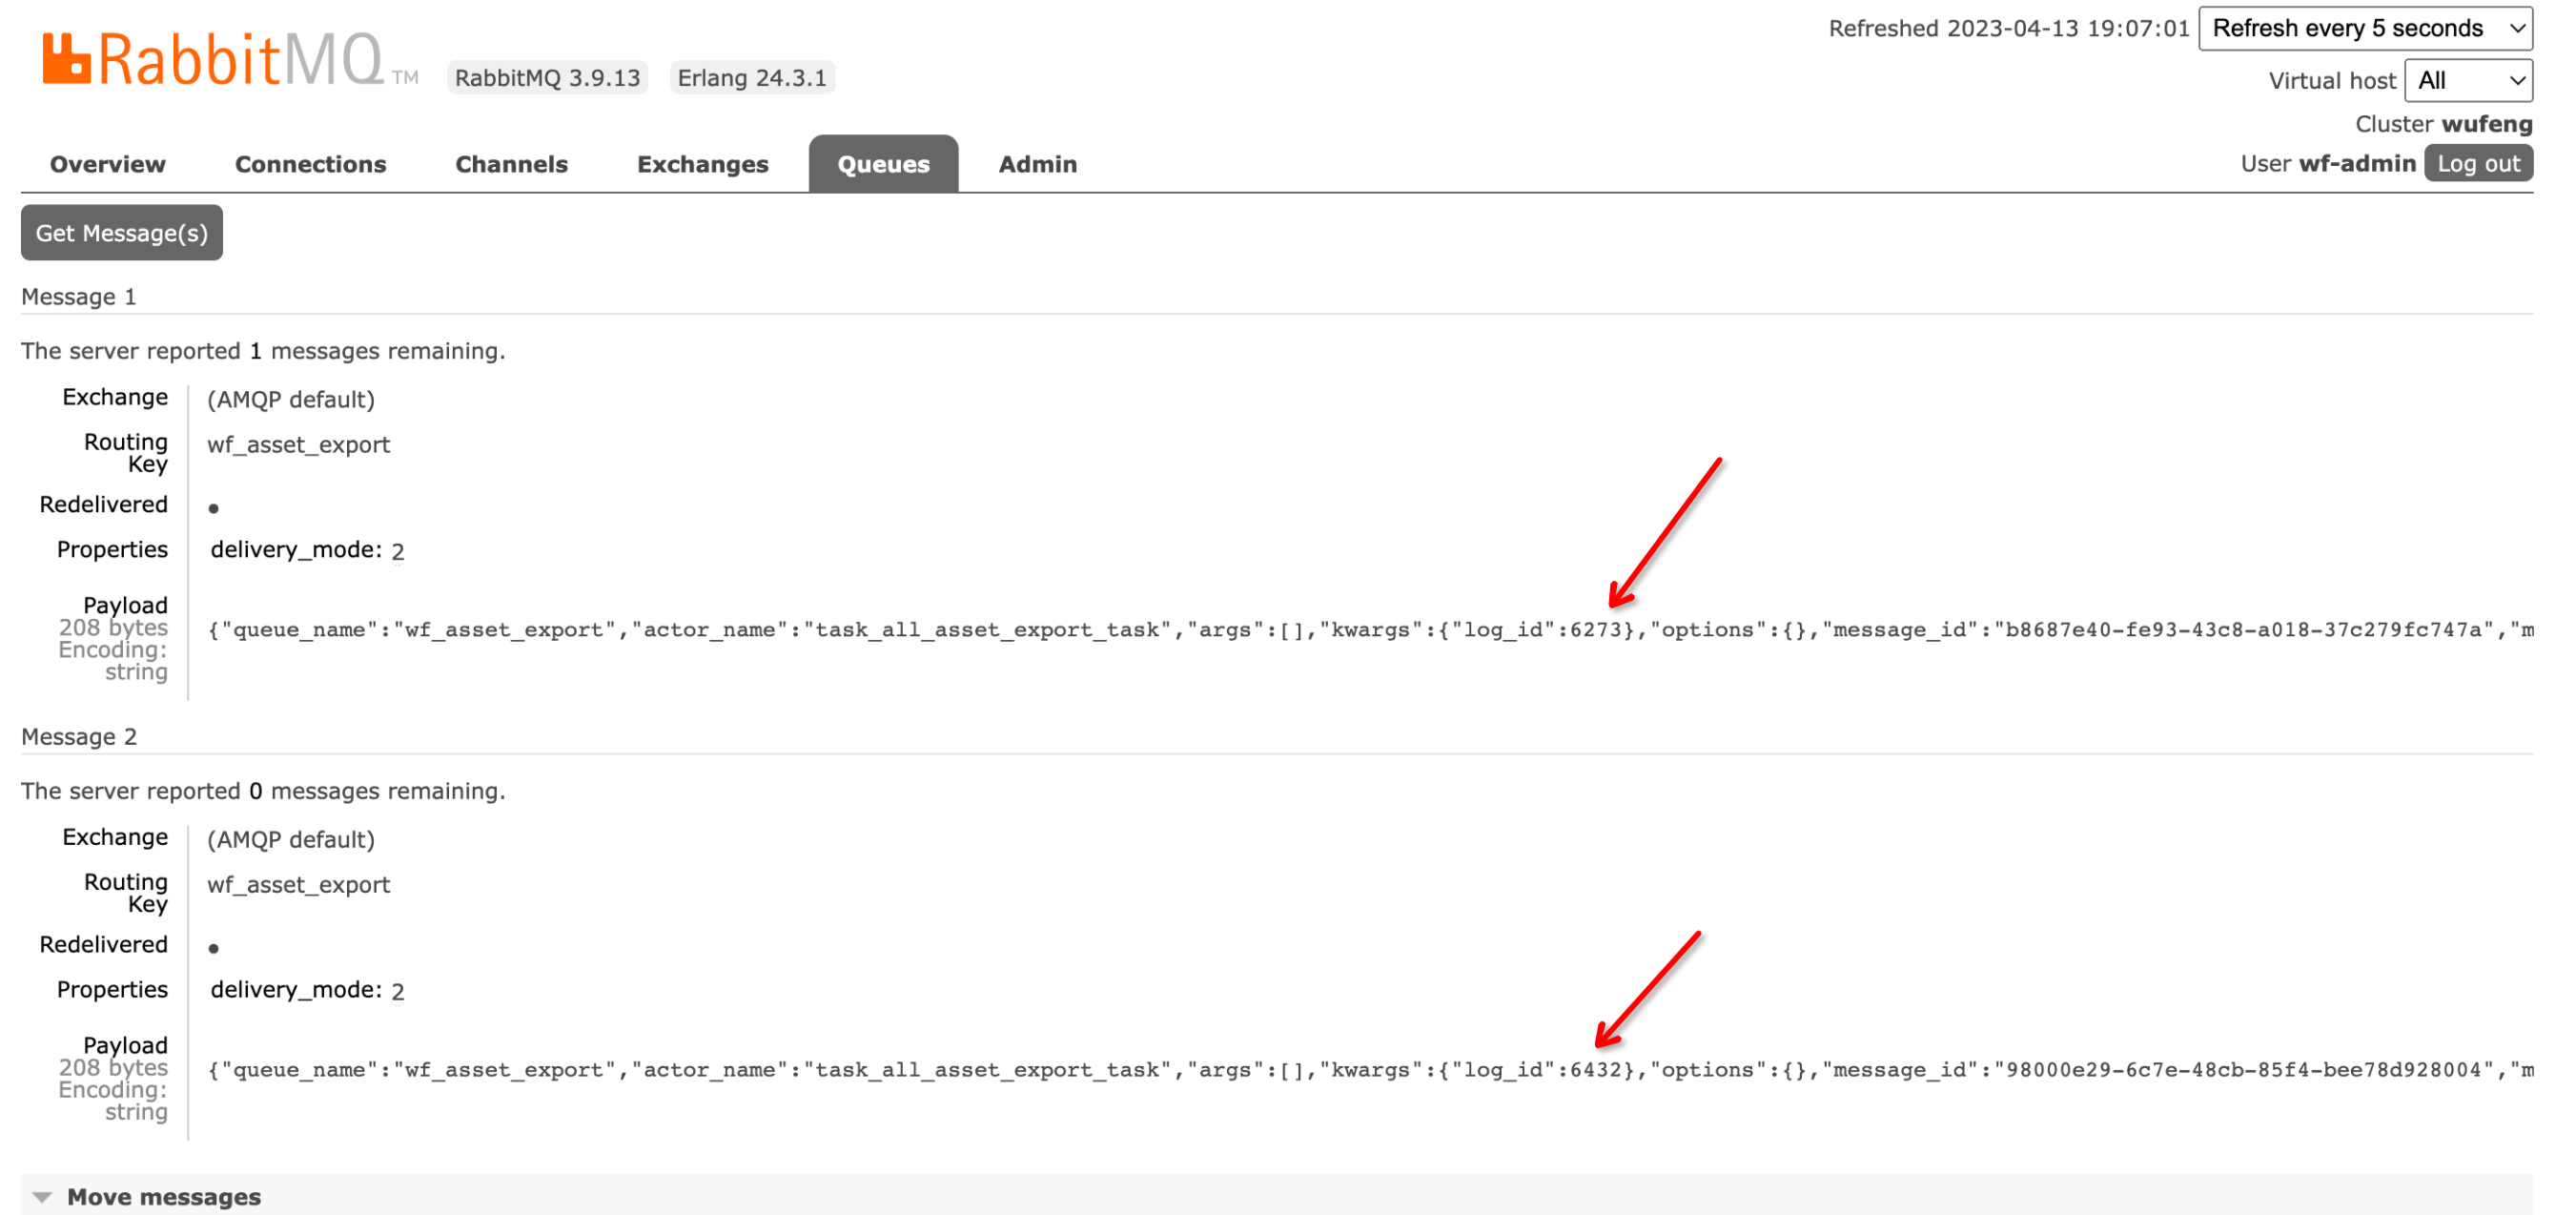 Refreshed 2023-04-13 19:07:01 Refresh every 5 seconds
RabbitMQ TM RabbitMQ 3.9.13 Erlang 24.3.1
Virtual host All
Cluster wufeng
User wf-admin Log out
Overview Connections Channels Exchanges Queues Admin
Get Message(s)
Message 1
The server reported 1 messages remaining.
Exchange (AMQP default)
Routing wf_asset_export
Key
Redelivered ●
Properties delivery_mode: 2
Payload
208 bytes
Encoding:
string
{"queue_name":"wf_asset_export","actor_name":"task_all_asset_export_task","args":[],"kwargs":{"log_id":6273},"options":{},"message_id":"b8687e40-fe93-43c8-a018-37c279fc747a","m
Message 2
The server reported 0 messages remaining.
Exchange (AMQP default)
Routing wf_asset_export
Key
Redelivered ●
Properties delivery_mode: 2
Payload
208 bytes
Encoding:
string
{"queue_name":"wf_asset_export","actor_name":"task_all_asset_export_task","args":[],"kwargs":{"log_id":6432},"options":{},"message_id":"98000e29-6c7e-48cb-85f4-bee78d928004","m
Move messages